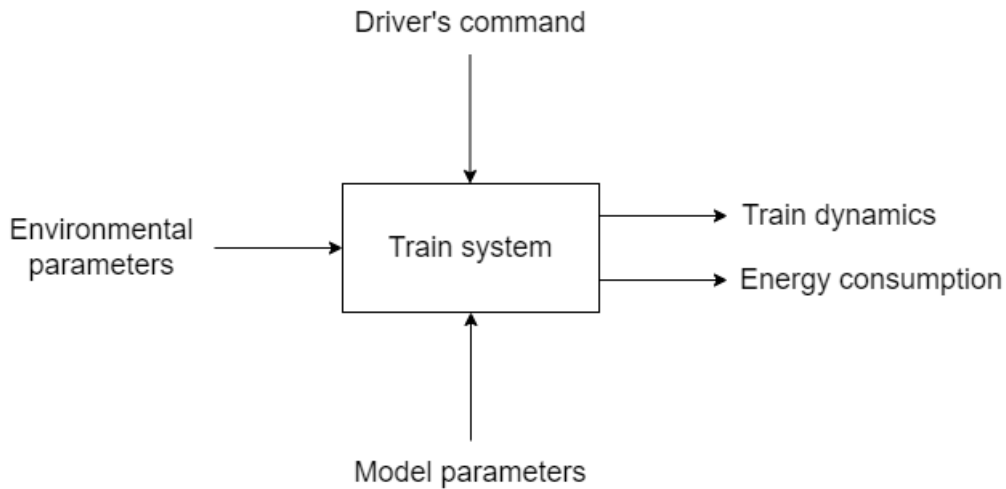 Driver's command
Environmental
parameters
Train system
Train dynamics
Energy consumption
Model parameters